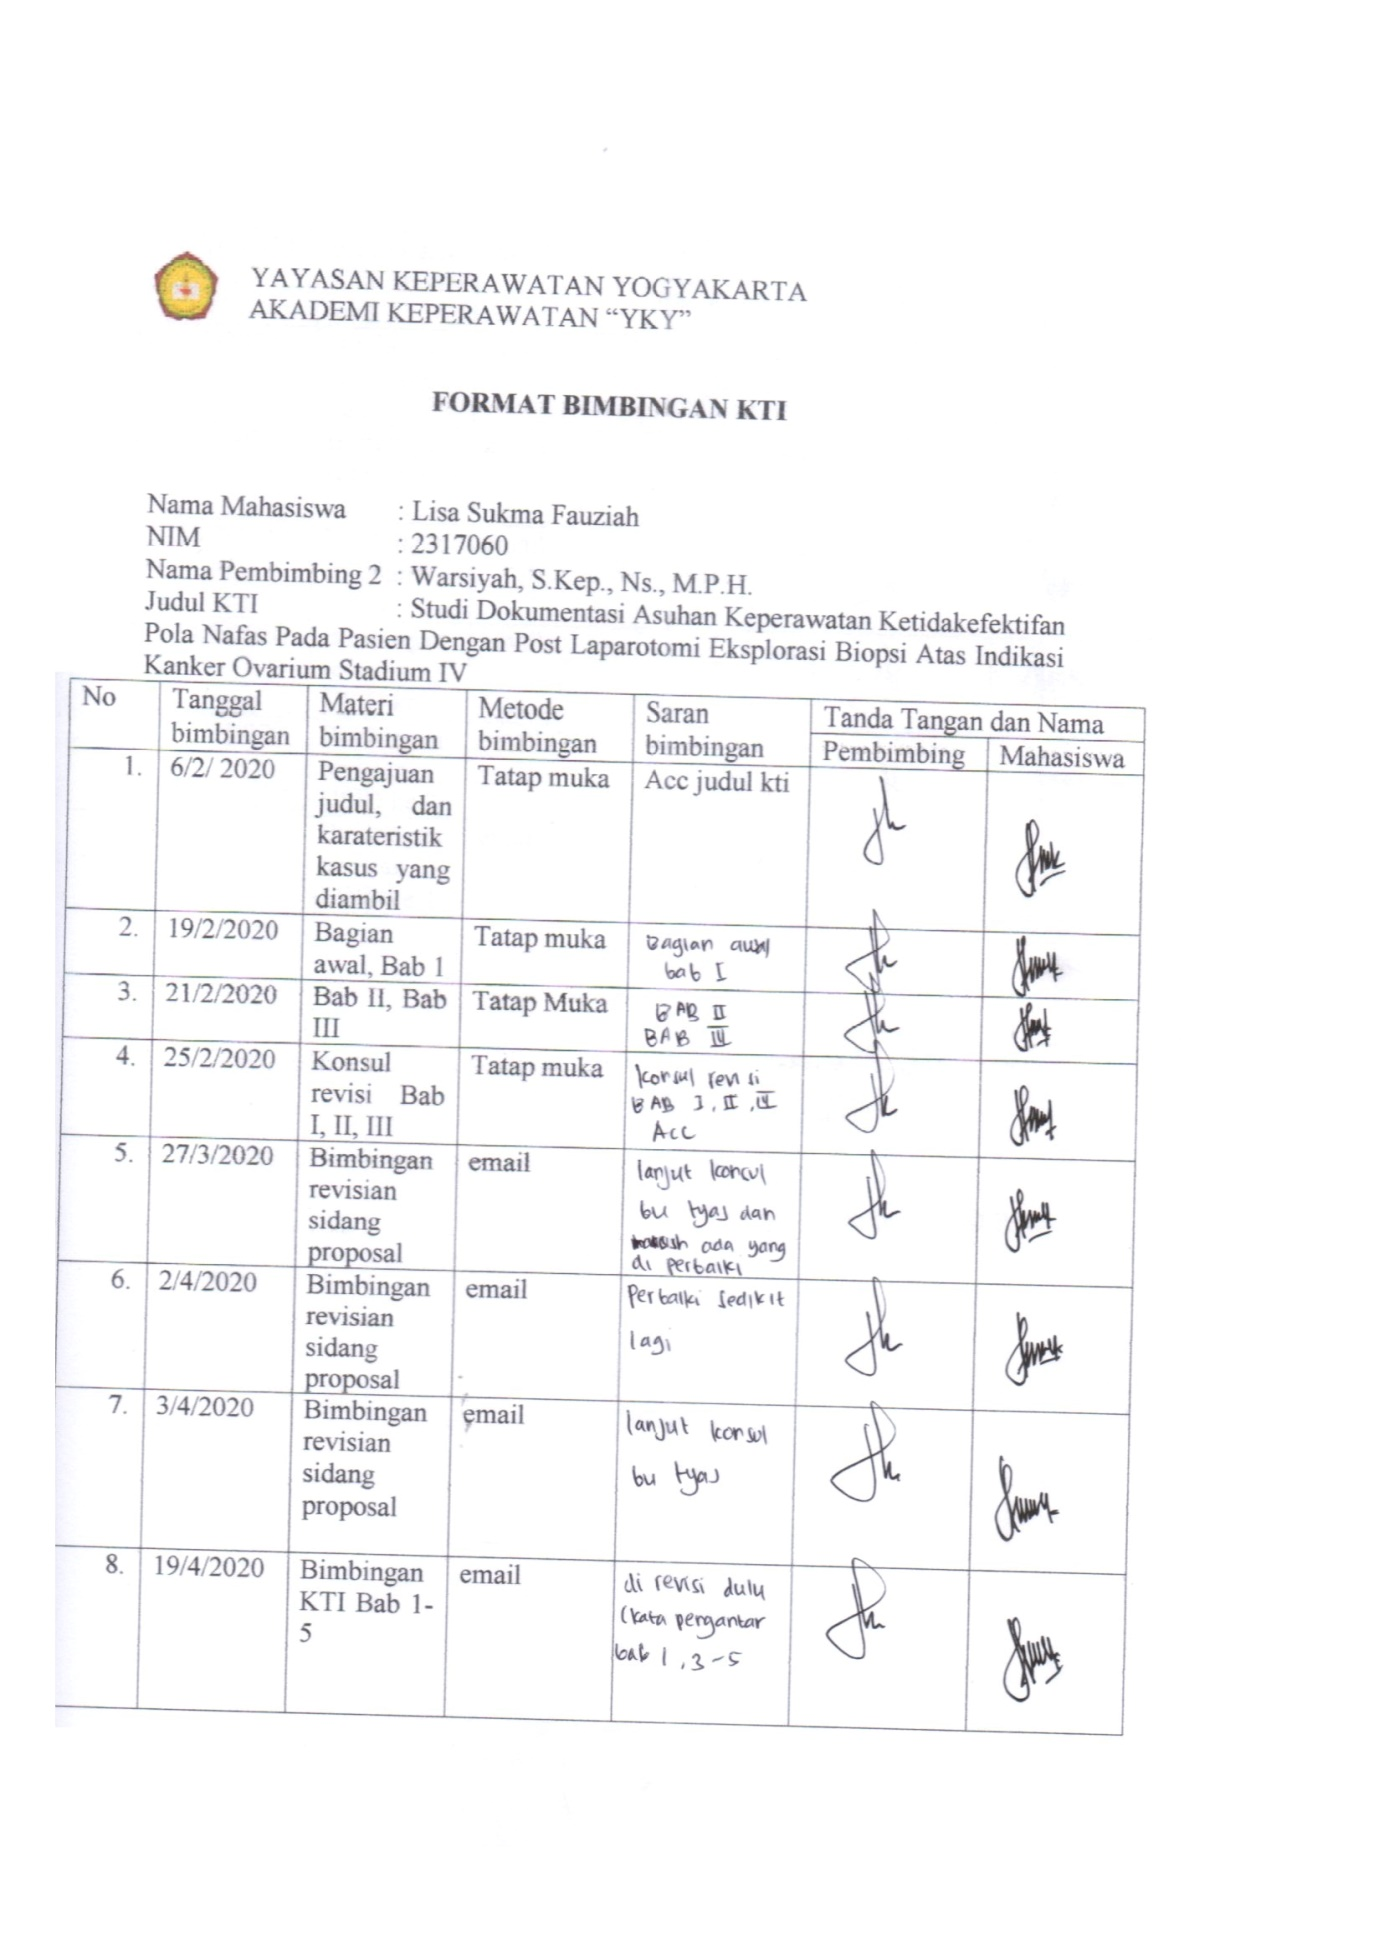 YAYASAN KEPERAWATAN YOGYAKARTA
AKADEMI KEPERAWATAN “YKY”
FORMAT BIMBINGAN KTI
Nama Mahasiswa : Lisa Sukma Fauziah
NIM : 2317060
Nama Pembimbing 2 : Warsiyah, S.Kep., Ns., M.P.H.
Judul KTI : Studi Dokumentasi Asuhan Keperawatan Ketidakefektifan
Pola Nafas Pada Pasien Dengan Post Laparotomi Eksplorasi Biopsi Atas Indikasi
Kanker Ovarium Stadium IV
No Tanggal bimbingan Materi bimbingan Metode bimbingan Saran bimbingan Tanda Tangan dan Nama
Pembimbing Mahasiswa
1. 6/2/ 2020 Pengajuan Tatap muka Acc judul kti
judul, dan
karateristik
kasus yang
diambil
2. 19/2/2020 Bagian Tatap muka Bagian awal
awal, Bab 1 bab I
3. 21/2/2020 Bab II, Bab Tatap Muka BAB II
III BAB III
4. 25/2/2020 Konsul Tatap muka konsul revisi
revisi Bab BAB I, II, III
I, II, III Acc
5. 27/3/2020 Bimbingan email lanjut konsul
revisian bu tyas dan
sidang ada yang
proposal di perbaiki
6. 2/4/2020 Bimbingan email Perbaiki sedikit
revisian lagi
sidang
proposal
7. 3/4/2020 Bimbingan email lanjut konsul
revisian bu tyas
sidang
proposal
8. 19/4/2020 Bimbingan email di revisi dulu
KTI Bab 1- (kata pengantar
5 bab 1, 3-5